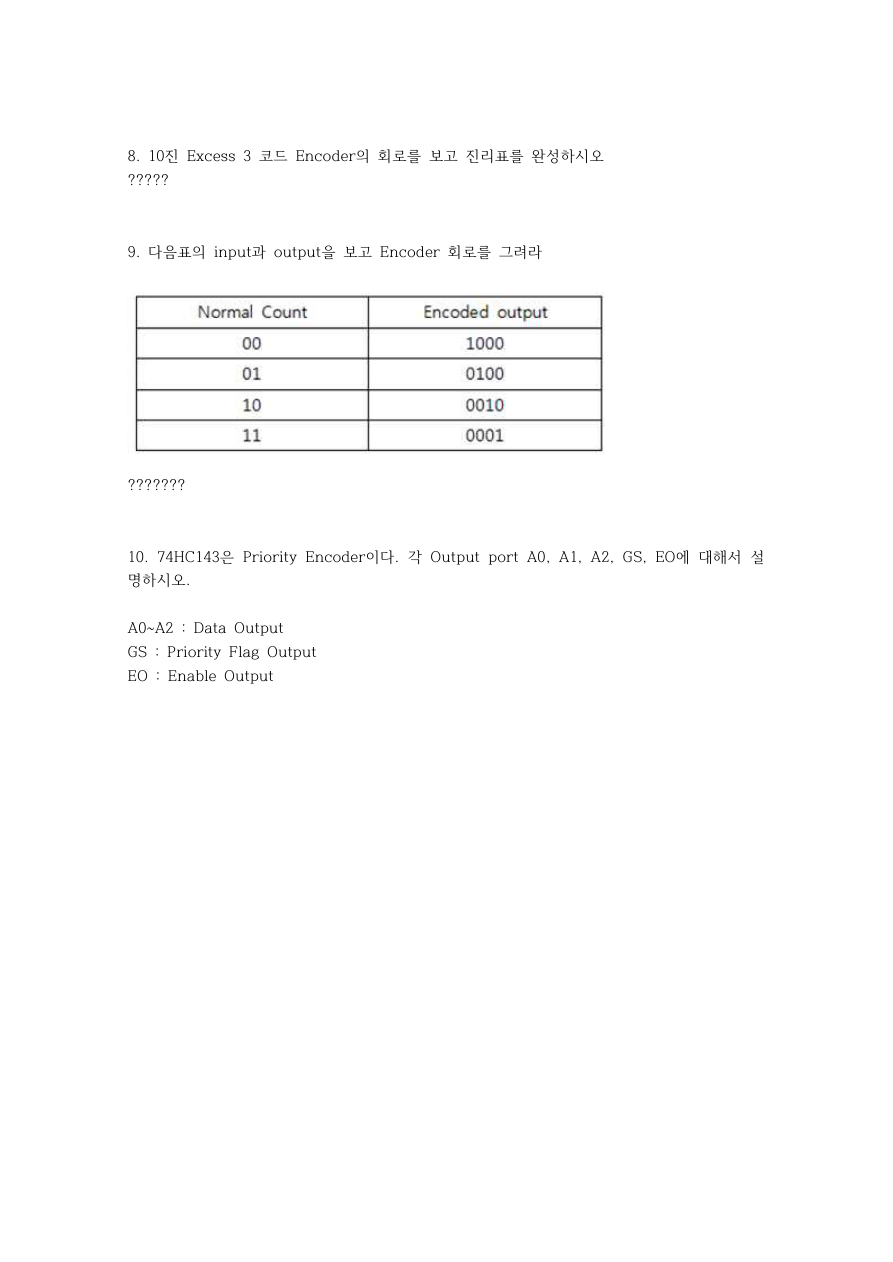 8. 10진 Excess 3 코드 Encoder의 회로를 보고 진리표를 완성하시오
?????
9. 다음표의 input과 output을 보고 Encoder 회로를 그려라
Normal Count Encoded output
00 1000
01 0100
10 0010
11 0001
???????
10. 74HC143은 Priority Encoder이다. 각 Output port A0, A1, A2, GS, EO에 대해서 설
명하시오.
A0~A2 : Data Output
GS : Priority Flag Output
EO : Enable Output